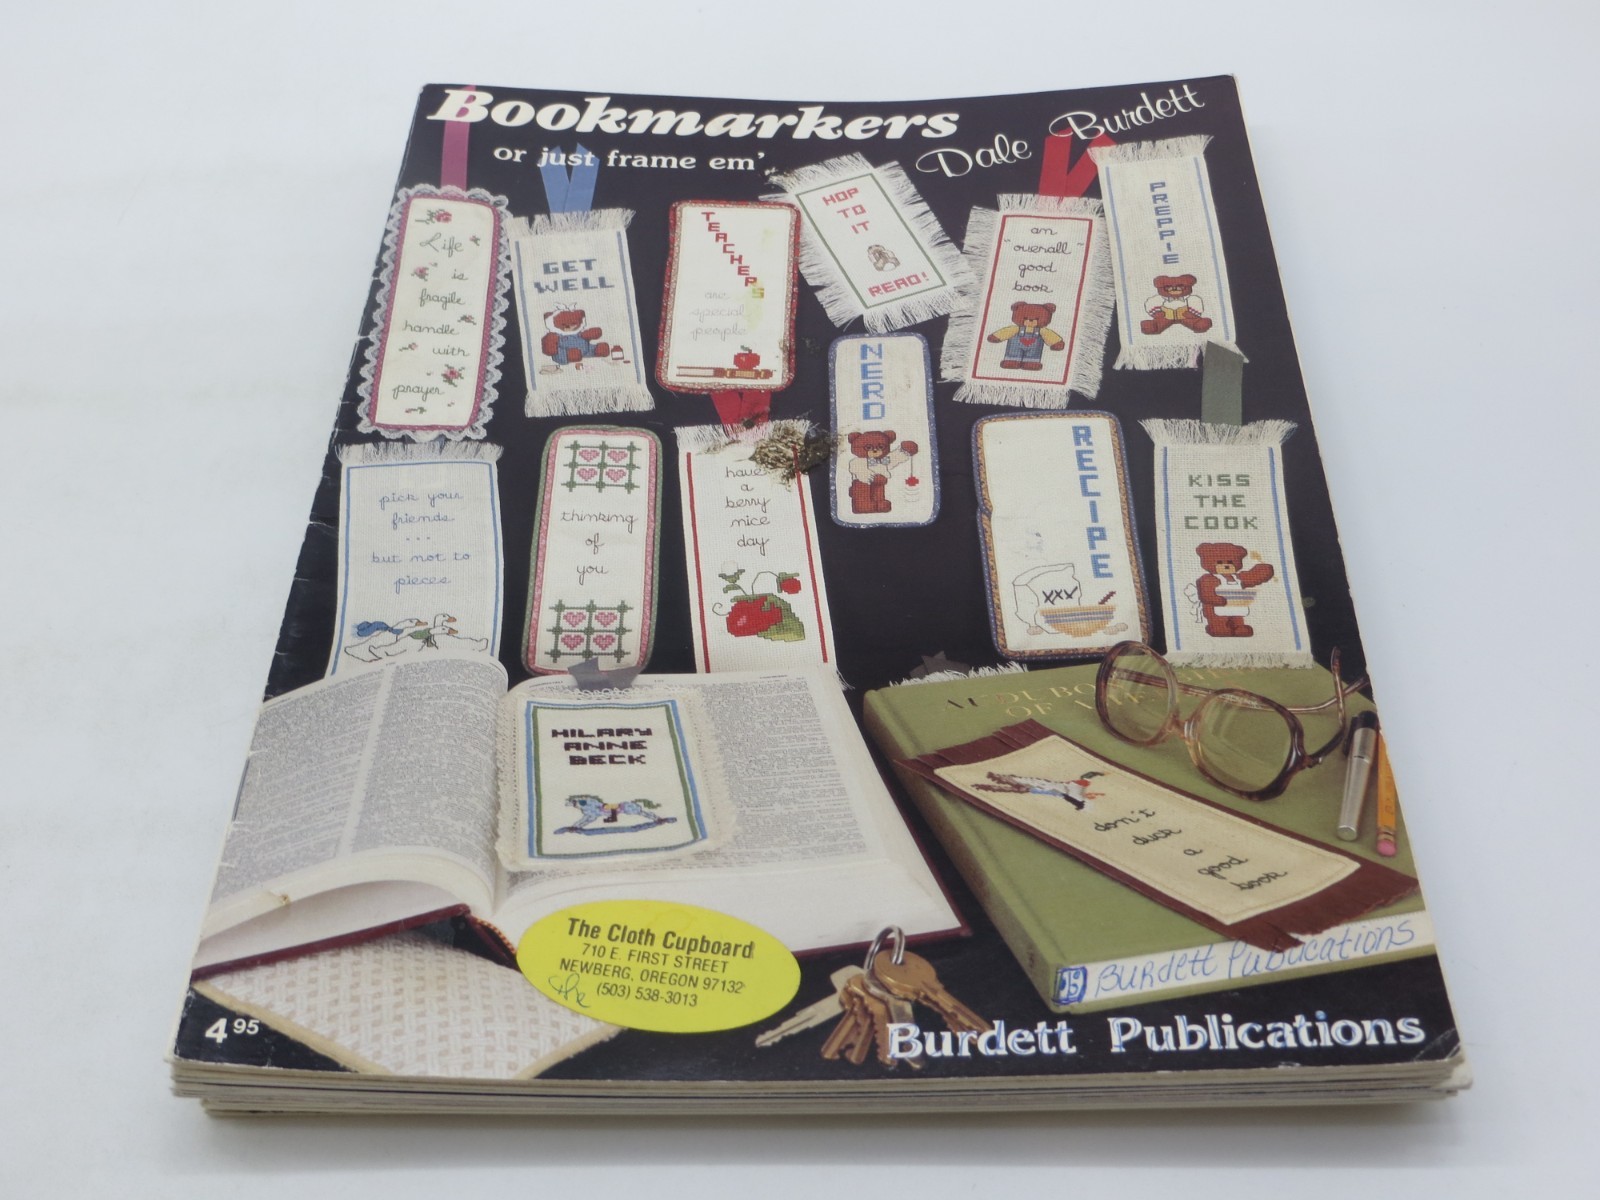 Bookmarkers
or just frame em'
Dale Burdett
Life
is
fragile
handle
with
prayer
GET
WELL
TEACHERS
are
special
people
HOP
TO
IT
READ!
an
"overall"
good
book
PREPPIE
NERD
pick your
friends
...
but not to
pieces
thinking
of
you
have
a
berry
nice
day
RECIPE
XXX
KISS
THE
COOK
HILARY
ANNE
BECK
don't
duck
a
good
book
The Cloth Cupboard
710 E. FIRST STREET
NEWBERG, OREGON 97132
(503) 538-3013
the
Burdett Publications
4 95
Burdett Publications